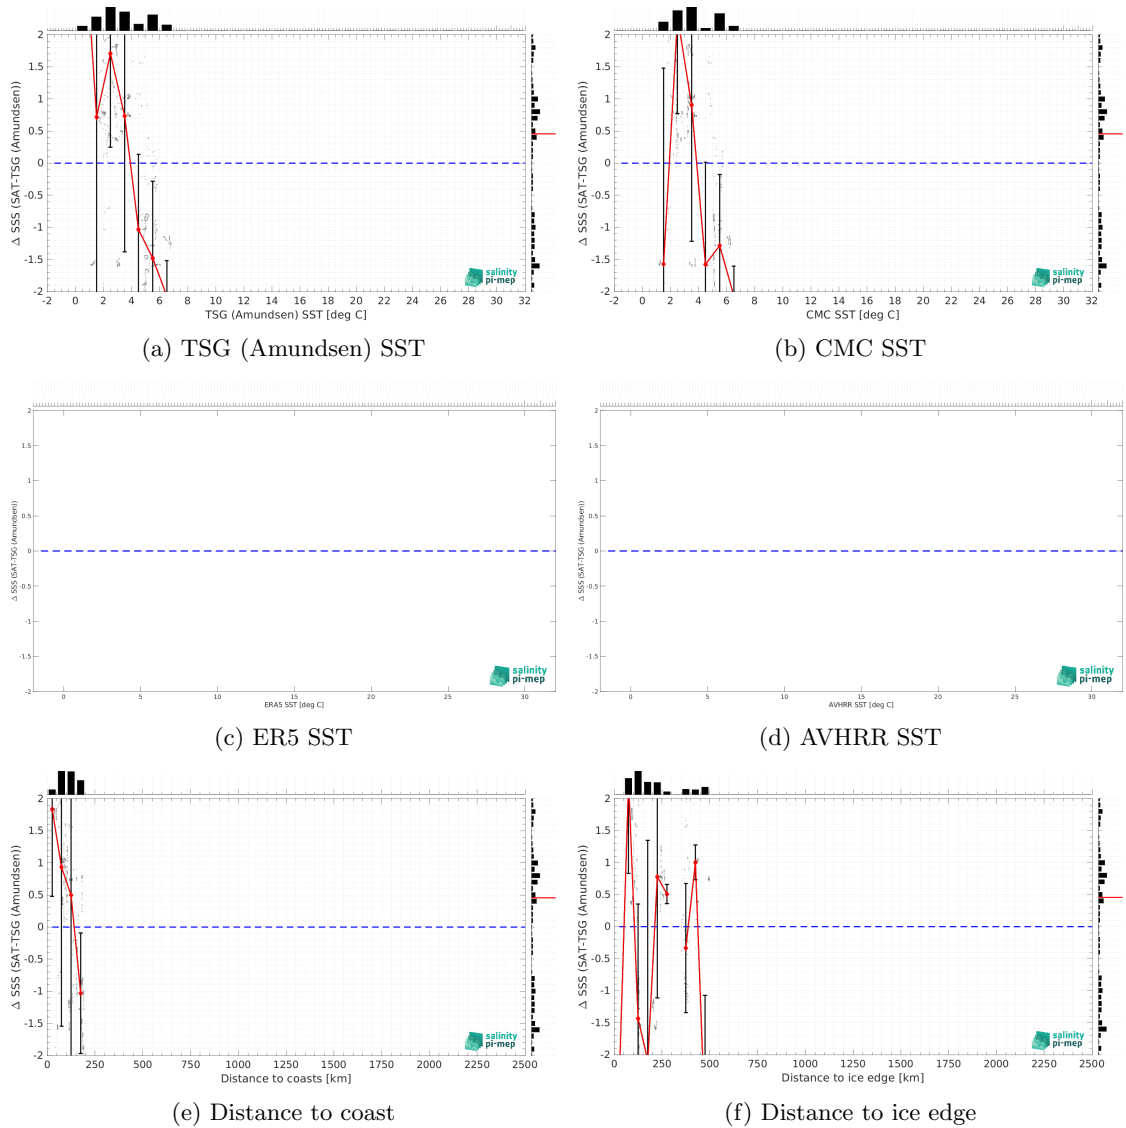 2
1.5
1
0.5
0
-0.5
-1
-1.5
-2
Δ SSS (SAT-TSG (Amundsen))
-2 0 2 4 6 8 10 12 14 16 18 20 22 24 26 28 30 32
TSG (Amundsen) SST [deg C]
salinity
pi-mep
(a) TSG (Amundsen) SST
2
1.5
1
0.5
0
-0.5
-1
-1.5
-2
Δ SSS (SAT-TSG (Amundsen))
-2 0 2 4 6 8 10 12 14 16 18 20 22 24 26 28 30 32
CMC SST [deg C]
salinity
pi-mep
(b) CMC SST
2
1.5
1
0.5
0
-0.5
-1
-1.5
-2
Δ SSS (SAT-TSG (Amundsen))
0 5 10 15 20 25 30
ERA5 SST [deg C]
salinity
pi-mep
(c) ER5 SST
2
1.5
1
0.5
0
-0.5
-1
-1.5
-2
Δ SSS (SAT-TSG (Amundsen))
0 5 10 15 20 25 30
AVHRR SST [deg C]
salinity
pi-mep
(d) AVHRR SST
2
1.5
1
0.5
0
-0.5
-1
-1.5
-2
Δ SSS (SAT-TSG (Amundsen))
0 250 500 750 1000 1250 1500 1750 2000 2250 2500
Distance to coasts [km]
salinity
pi-mep
(e) Distance to coast
2
1.5
1
0.5
0
-0.5
-1
-1.5
-2
Δ SSS (SAT-TSG (Amundsen))
0 250 500 750 1000 1250 1500 1750 2000 2250 2500
Distance to ice edge [km]
salinity
pi-mep
(f) Distance to ice edge